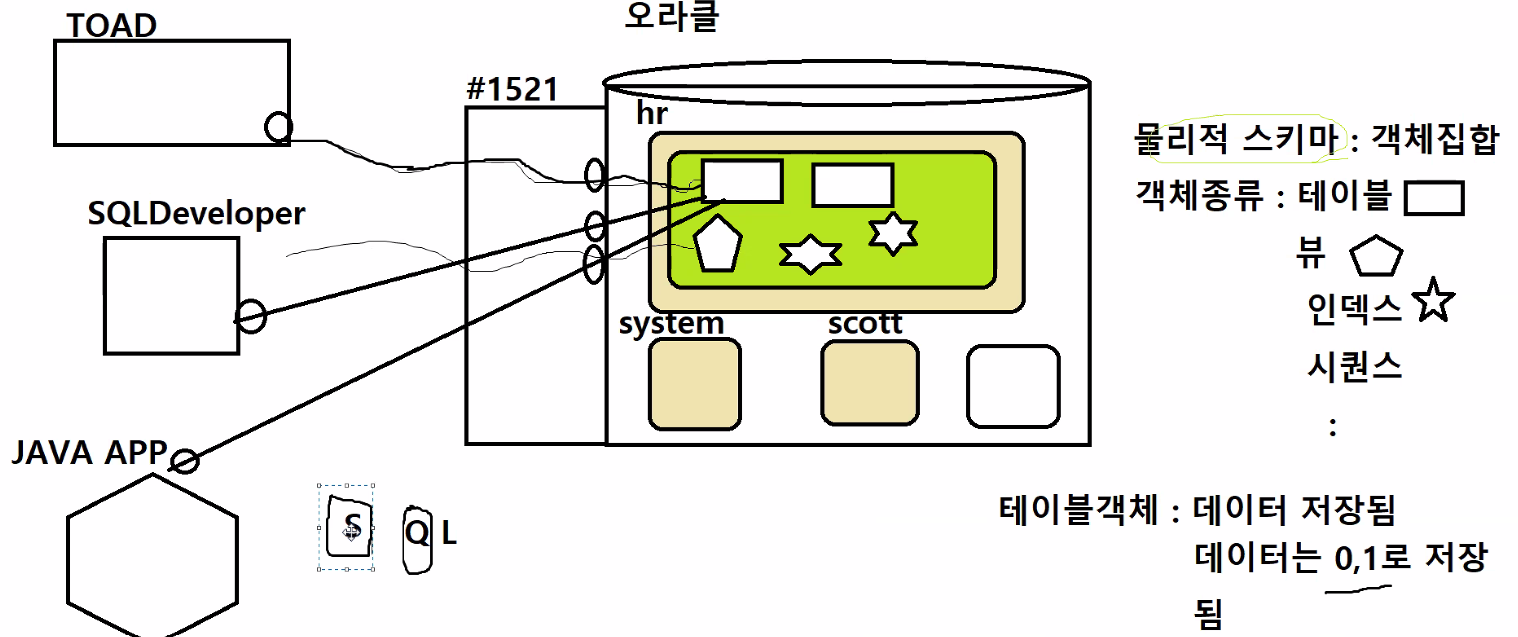 오라클
TOAD
#1521
hr
물리적 스키마 : 객체집합
객체종류 : 테이블
SQLDeveloper
뷰
인덱스
system
scott
시퀀스
:
JAVA APP
S Q L
테이블객체 : 데이터 저장됨
데이터는 0,1로 저장
됨